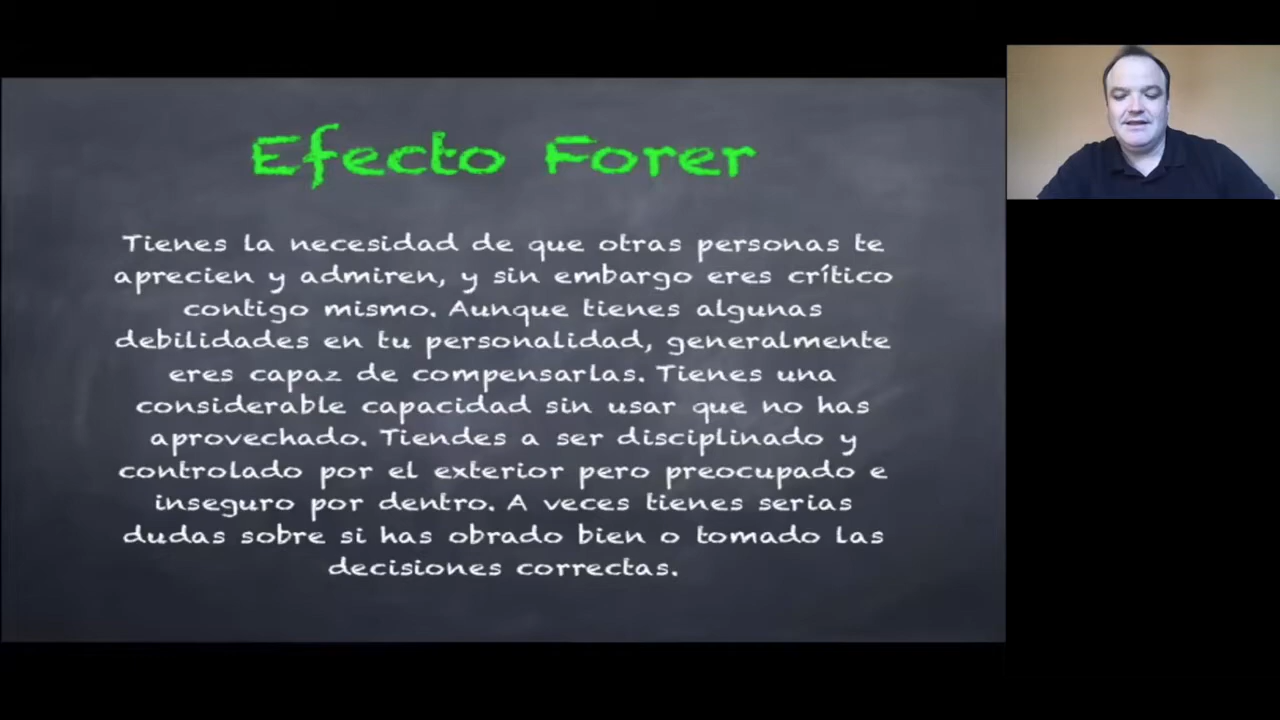 Efecto Forer
Tienes la necesidad de que otras personas te
aprecien y admiren, y sin embargo eres crítico
contigo mismo. Aunque tienes algunas
debilidades en tu personalidad, generalmente
eres capaz de compensarlas. Tienes una
considerable capacidad sin usar que no has
aprovechado. Tiendes a ser disciplinado y
controlado por el exterior pero preocupado e
inseguro por dentro. A veces tienes serias
dudas sobre si has obrado bien o tomado las
decisiones correctas.